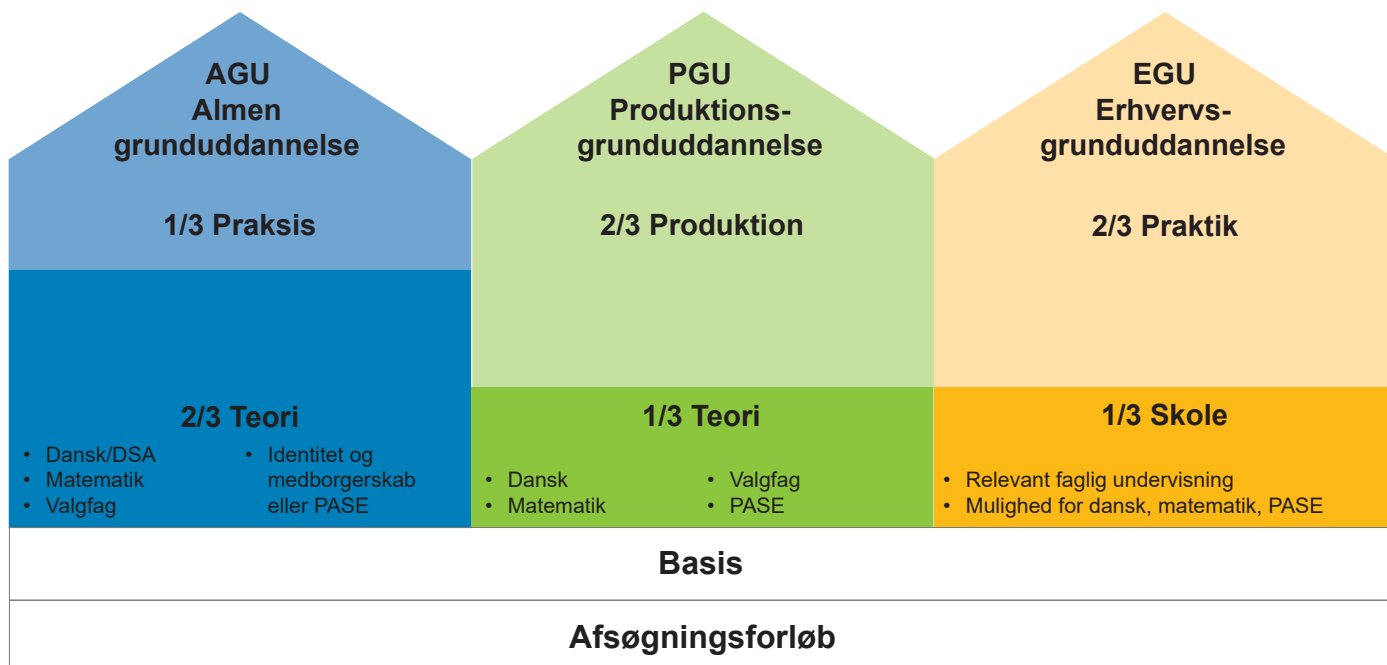 AGU
Almen
grunduddannelse
1/3 Praksis
2/3 Teori
• Dansk/DSA
• Matematik
• Valgfag
• Identitet og
medborgerskab
eller PASE
PGU
Produktions-
grunduddannelse
2/3 Produktion
1/3 Teori
• Dansk
• Matematik
• Valgfag
• PASE
EGU
Erhvervs-
grunduddannelse
2/3 Praktik
1/3 Skole
• Relevant faglig undervisning
• Mulighed for dansk, matematik, PASE
Basis
Afsøgningsforløb